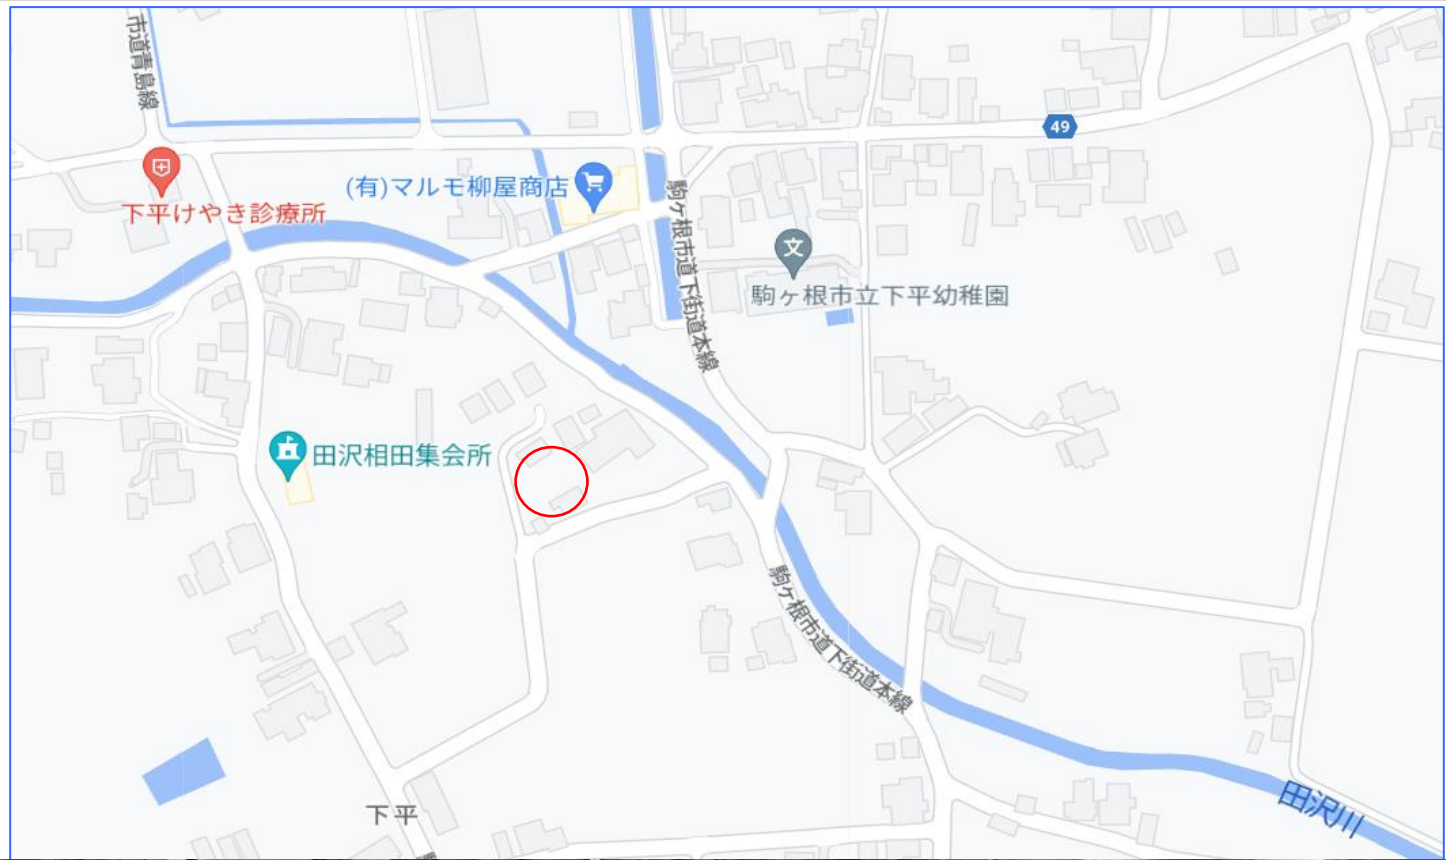 市道青島線
49
(有)マルモ柳屋商店
下平けやき診療所
駒ヶ根市道下街道本線
駒ヶ根市立下平幼稚園
田沢相田集会所
駒ヶ根市道下街道本線
田沢川
下平